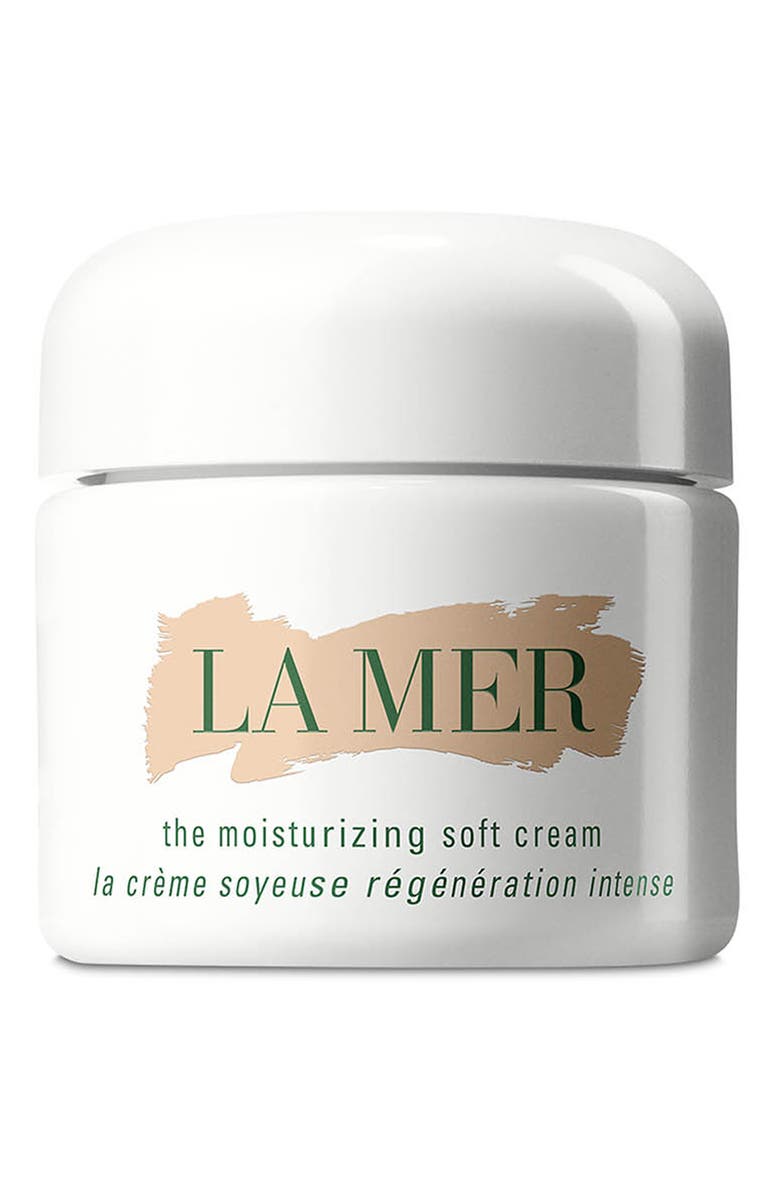 LA MER
the moisturizing soft cream
la crème soyeuse régénération intense